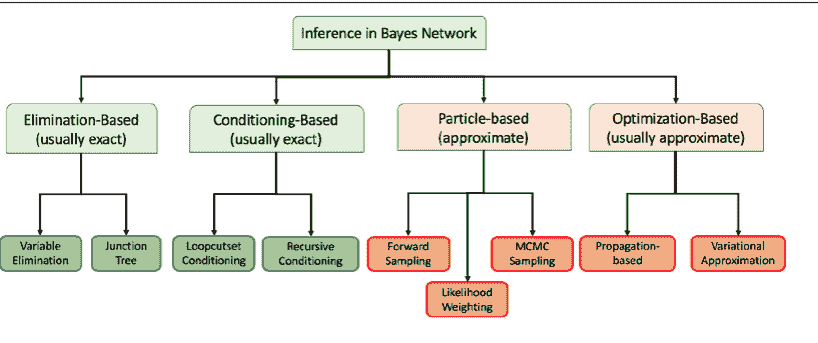 Inference in Bayes Network
Elimination-Based
(usually exact)
Conditioning-Based
(usually exact)
Particle-based
(approximate)
Optimization-Based
(usually approximate)
Variable
Elimination
Junction
Tree
Loopcutset
Conditioning
Recursive
Conditioning
Forward
Sampling
Likelihood
Weighting
MCMC
Sampling
Propagation-
based
Variational
Approximation